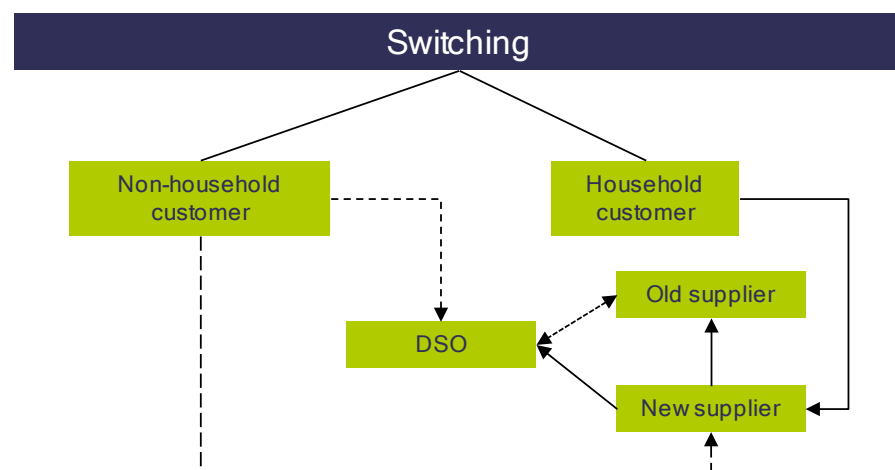 Switching
Non-household
customer
Household
customer
Old supplier
DSO
New supplier